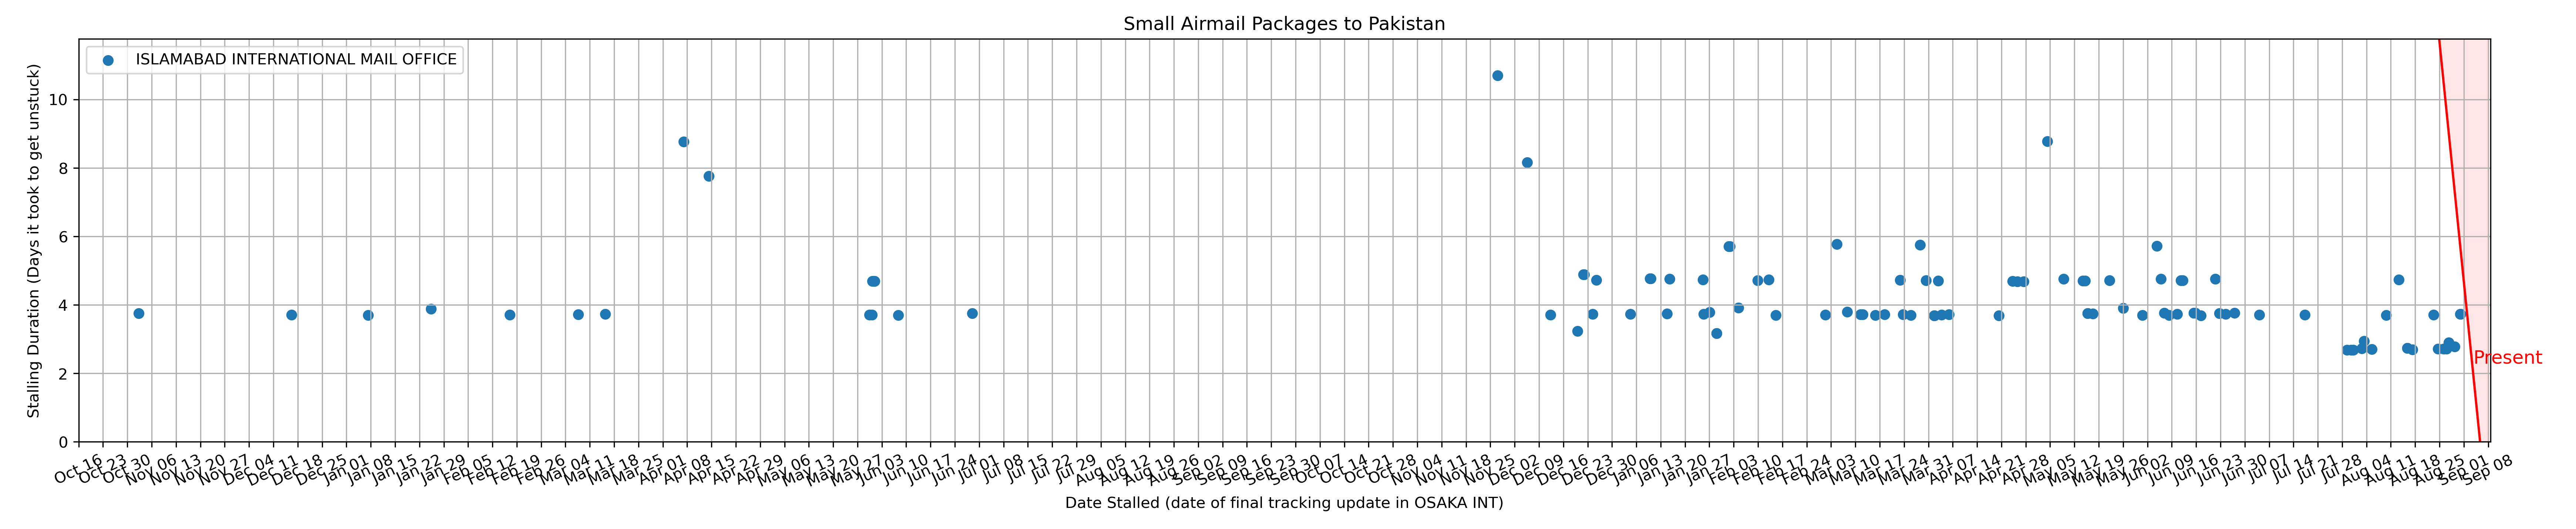 Small Airmail Packages to Pakistan
ISLAMABAD INTERNATIONAL MAIL OFFICE
Stalling Duration (Days it took to get unstuck)
10
8
6
4
2
0
Present
Oct 16 Oct 23 Oct 30 Nov 06 Nov 13 Nov 20 Nov 27 Dec 04 Dec 11 Dec 18 Dec 25 Jan 01 Jan 08 Jan 15 Jan 22 Jan 29 Feb 05 Feb 12 Feb 19 Feb 26 Mar 04 Mar 11 Mar 18 Mar 25 Apr 01 Apr 08 Apr 15 Apr 22 Apr 29 May 06 May 13 May 20 May 27 Jun 03 Jun 10 Jun 17 Jun 24 Jul 01 Jul 08 Jul 15 Jul 22 Jul 29 Aug 05 Aug 12 Aug 19 Aug 26 Sep 02 Sep 09 Sep 16 Sep 23 Sep 30 Oct 07 Oct 14 Oct 21 Oct 28 Nov 04 Nov 11 Nov 18 Nov 25 Dec 02 Dec 09 Dec 16 Dec 23 Dec 30 Jan 06 Jan 13 Jan 20 Jan 27 Feb 03 Feb 10 Feb 17 Feb 24 Mar 03 Mar 10 Mar 17 Mar 24 Mar 31 Apr 07 Apr 14 Apr 21 Apr 28 May 05 May 12 May 19 May 26 Jun 02 Jun 09 Jun 16 Jun 23 Jun 30 Jul 07 Jul 14 Jul 21 Jul 28 Aug 04 Aug 11 Aug 18 Aug 25 Sep 01 Sep 08
Date Stalled (date of final tracking update in OSAKA INT)